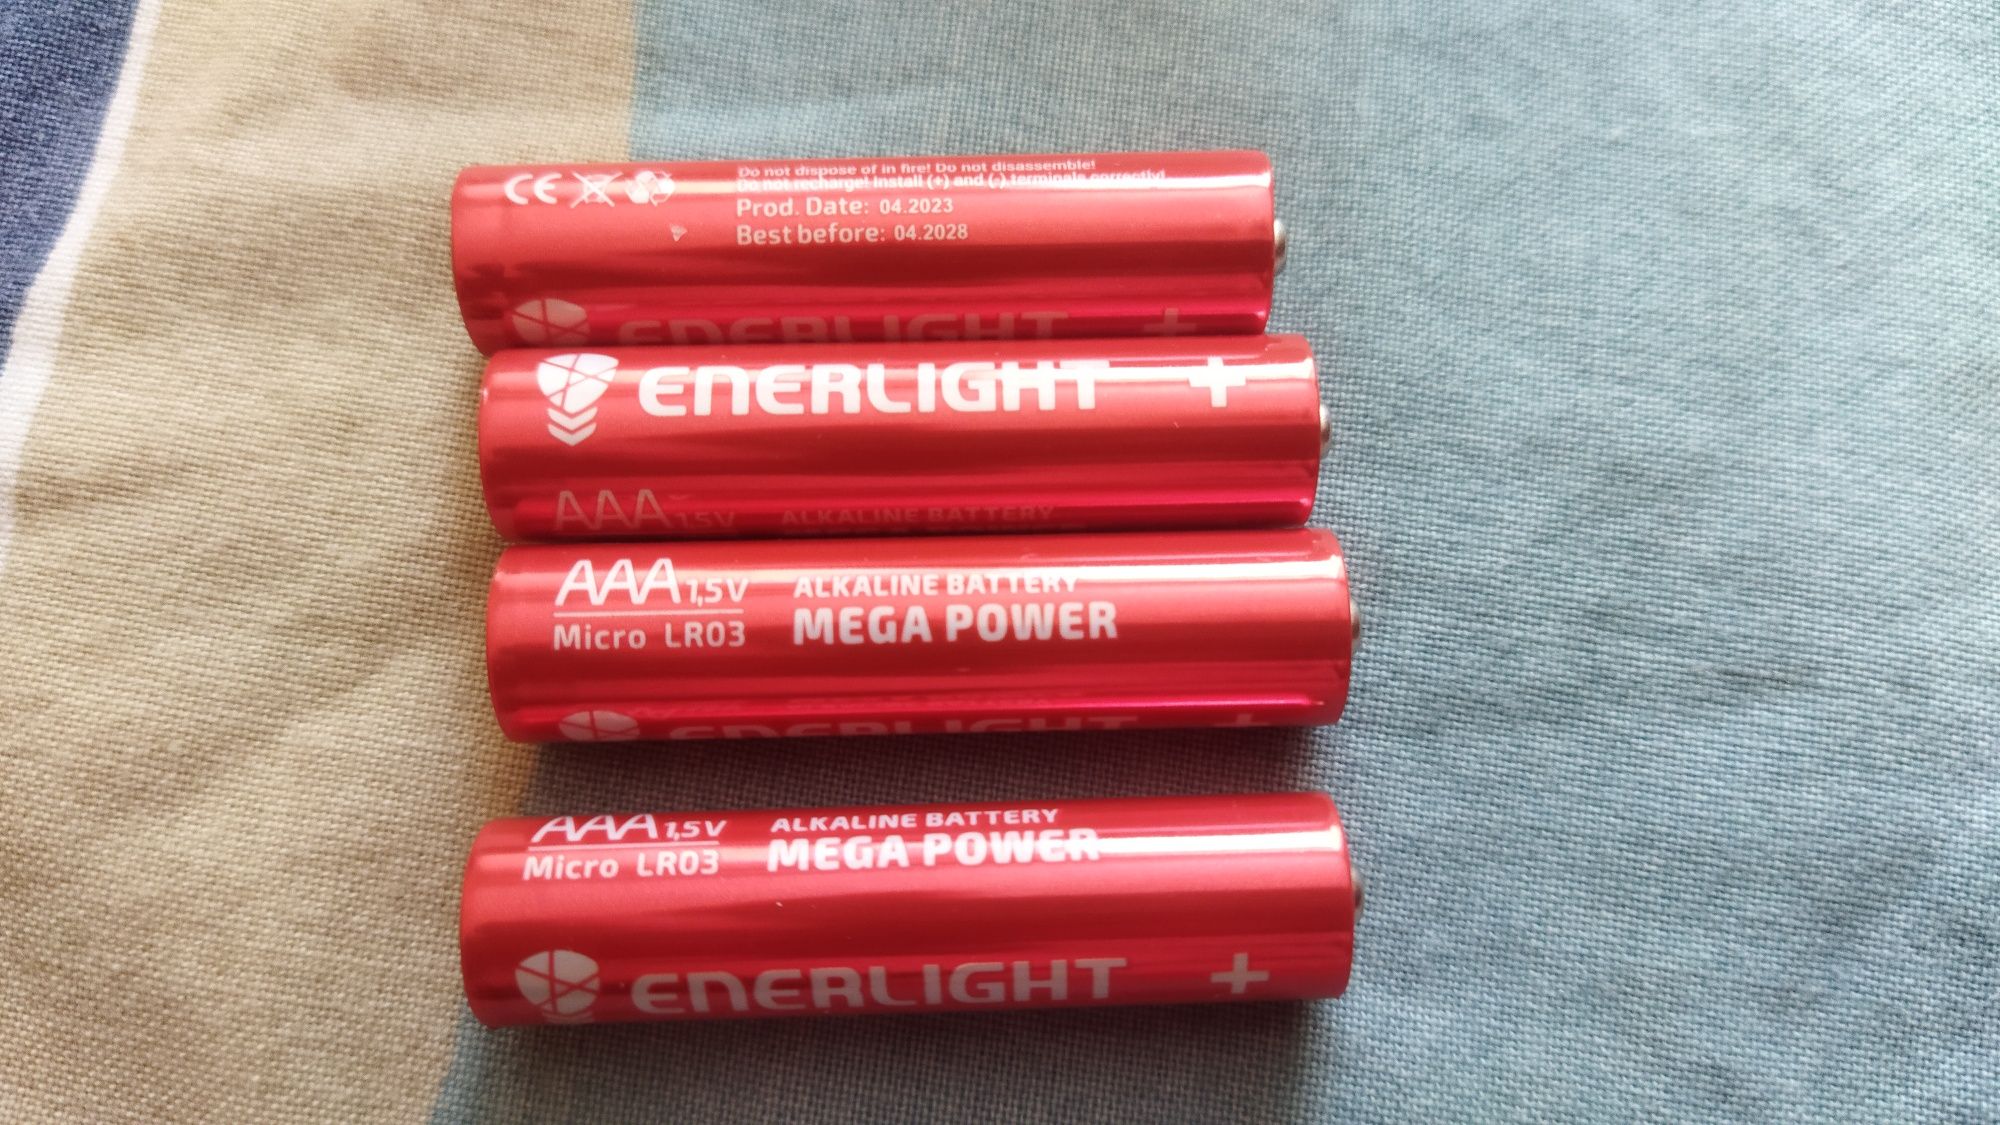 CE
Do not dispose of in fire! Do not disassemble!
Do not recharge! Install (+) and (-) terminals correctly!
Prod. Date: 04.2023
Best before: 04.2028
ENERLIGHT +
ENERLIGHT +
AAA 1,5V ALKALINE BATTERY
AAA 1,5V ALKALINE BATTERY
Micro LR03 MEGA POWER
ENERLIGHT +
AAA 1,5V ALKALINE BATTERY
Micro LR03 MEGA POWER
ENERLIGHT +